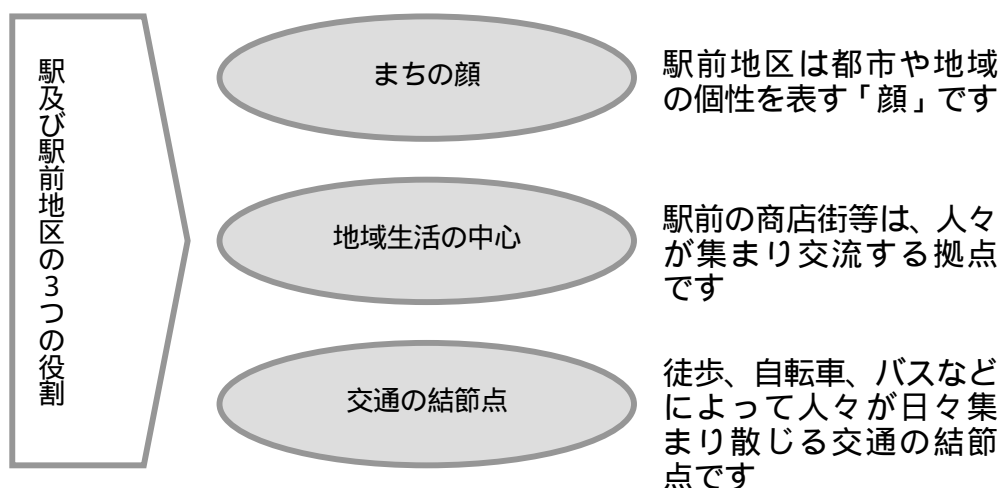 駅及び駅前地区の3つの役割
まちの顔
駅前地区は都市や地域
の個性を表す「顔」です
地域生活の中心
駅前の商店街等は、人々
が集まり交流する拠点
です
交通の結節点
徒歩、自転車、バスなど
によって人々が日々集
まり散じる交通の結節
点です